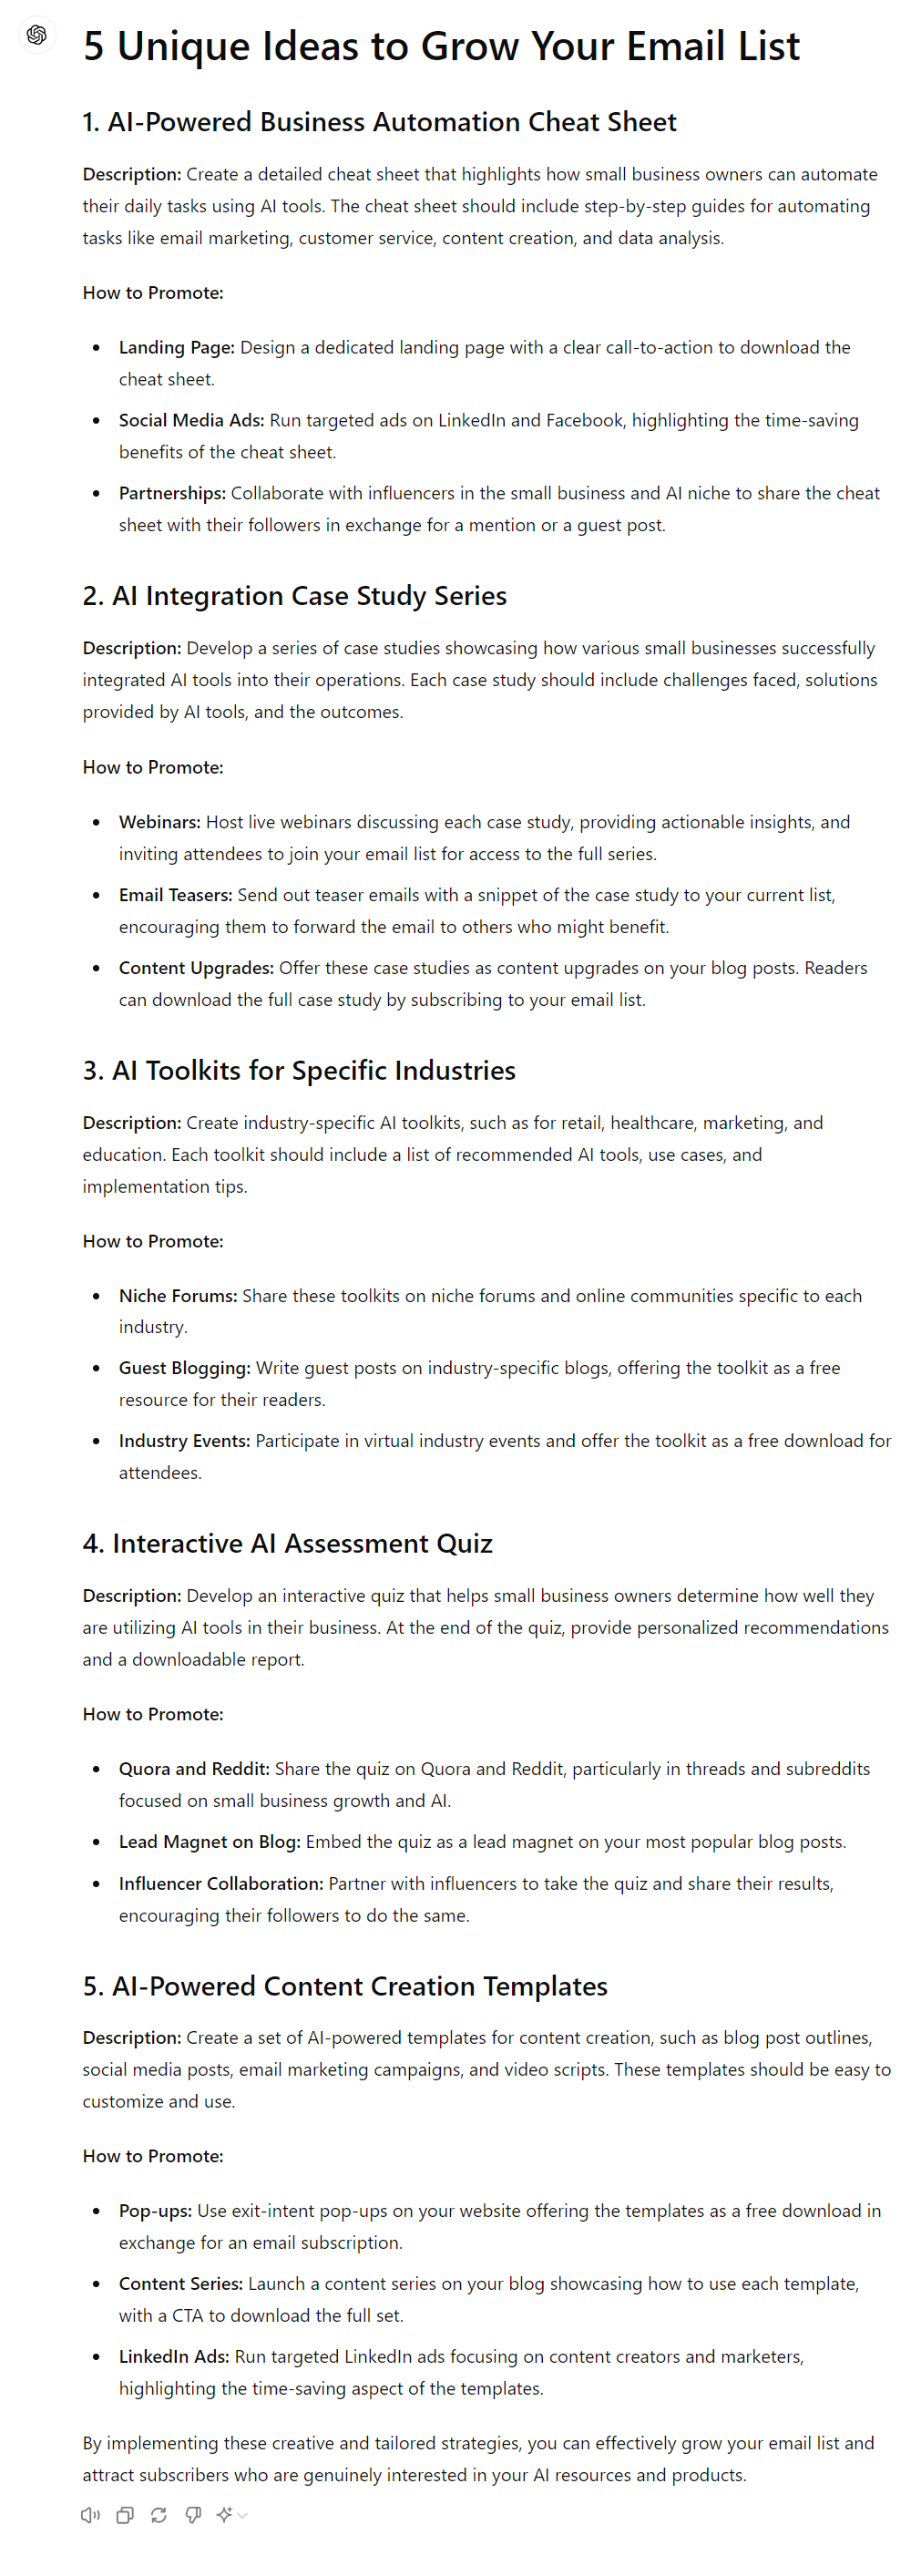 5 Unique Ideas to Grow Your Email List
1. AI-Powered Business Automation Cheat Sheet
Description: Create a detailed cheat sheet that highlights how small business owners can automate
their daily tasks using AI tools. The cheat sheet should include step-by-step guides for automating
tasks like email marketing, customer service, content creation, and data analysis.
How to Promote:
• Landing Page: Design a dedicated landing page with a clear call-to-action to download the
cheat sheet.
• Social Media Ads: Run targeted ads on LinkedIn and Facebook, highlighting the time-saving
benefits of the cheat sheet.
• Partnerships: Collaborate with influencers in the small business and AI niche to share the cheat
sheet with their followers in exchange for a mention or a guest post.
2. AI Integration Case Study Series
Description: Develop a series of case studies showcasing how various small businesses successfully
integrated AI tools into their operations. Each case study should include challenges faced, solutions
provided by AI tools, and the outcomes.
How to Promote:
• Webinars: Host live webinars discussing each case study, providing actionable insights, and
inviting attendees to join your email list for access to the full series.
• Email Teasers: Send out teaser emails with a snippet of the case study to your current list,
encouraging them to forward the email to others who might benefit.
• Content Upgrades: Offer these case studies as content upgrades on your blog posts. Readers
can download the full case study by subscribing to your email list.
3. AI Toolkits for Specific Industries
Description: Create industry-specific AI toolkits, such as for retail, healthcare, marketing, and
education. Each toolkit should include a list of recommended AI tools, use cases, and
implementation tips.
How to Promote:
• Niche Forums: Share these toolkits on niche forums and online communities specific to each
industry.
• Guest Blogging: Write guest posts on industry-specific blogs, offering the toolkit as a free
resource for their readers.
• Industry Events: Participate in virtual industry events and offer the toolkit as a free download for
attendees.
4. Interactive AI Assessment Quiz
Description: Develop an interactive quiz that helps small business owners determine how well they
are utilizing AI tools in their business. At the end of the quiz, provide personalized recommendations
and a downloadable report.
How to Promote:
• Quora and Reddit: Share the quiz on Quora and Reddit, particularly in threads and subreddits
focused on small business growth and AI.
• Lead Magnet on Blog: Embed the quiz as a lead magnet on your most popular blog posts.
• Influencer Collaboration: Partner with influencers to take the quiz and share their results,
encouraging their followers to do the same.
5. AI-Powered Content Creation Templates
Description: Create a set of AI-powered templates for content creation, such as blog post outlines,
social media posts, email marketing campaigns, and video scripts. These templates should be easy to
customize and use.
How to Promote:
• Pop-ups: Use exit-intent pop-ups on your website offering the templates as a free download in
exchange for an email subscription.
• Content Series: Launch a content series on your blog showcasing how to use each template,
with a CTA to download the full set.
• LinkedIn Ads: Run targeted LinkedIn ads focusing on content creators and marketers,
highlighting the time-saving aspect of the templates.
By implementing these creative and tailored strategies, you can effectively grow your email list and
attract subscribers who are genuinely interested in your AI resources and products.